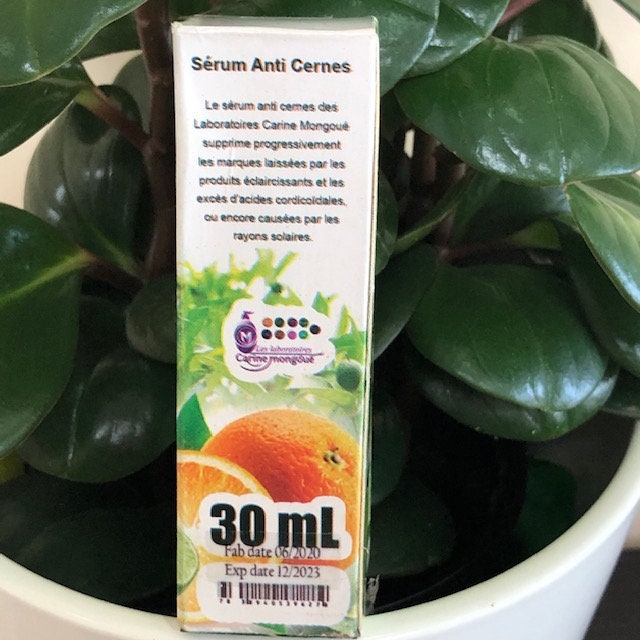 Sérum Anti Cernes
Le sérum anti cernes des
Laboratoires Carine Mongoué
supprime progressivement
les marques laissées par les
produits éclaircissants et les
excés d'acides cordicoïdales,
ou encore causées par les
rayons solaires.
Les laboratoires
Carine mongoué
30 mL
Fab date 06/2020
Exp date 12/2023